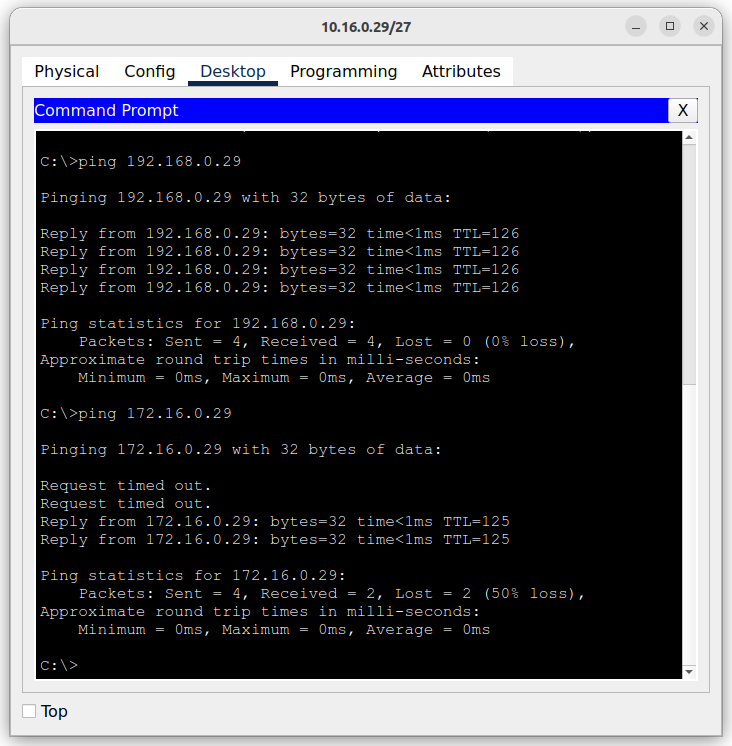 10.16.0.29/27
Physical Config Desktop Programming Attributes
Command Prompt X
C:\>ping 192.168.0.29
Pinging 192.168.0.29 with 32 bytes of data:
Reply from 192.168.0.29: bytes=32 time<1ms TTL=126
Reply from 192.168.0.29: bytes=32 time<1ms TTL=126
Reply from 192.168.0.29: bytes=32 time<1ms TTL=126
Reply from 192.168.0.29: bytes=32 time<1ms TTL=126
Ping statistics for 192.168.0.29:
Packets: Sent = 4, Received = 4, Lost = 0 (0% loss),
Approximate round trip times in milli-seconds:
Minimum = 0ms, Maximum = 0ms, Average = 0ms
C:\>ping 172.16.0.29
Pinging 172.16.0.29 with 32 bytes of data:
Request timed out.
Request timed out.
Reply from 172.16.0.29: bytes=32 time<1ms TTL=125
Reply from 172.16.0.29: bytes=32 time<1ms TTL=125
Ping statistics for 172.16.0.29:
Packets: Sent = 4, Received = 2, Lost = 2 (50% loss),
Approximate round trip times in milli-seconds:
Minimum = 0ms, Maximum = 0ms, Average = 0ms
C:\>
Top